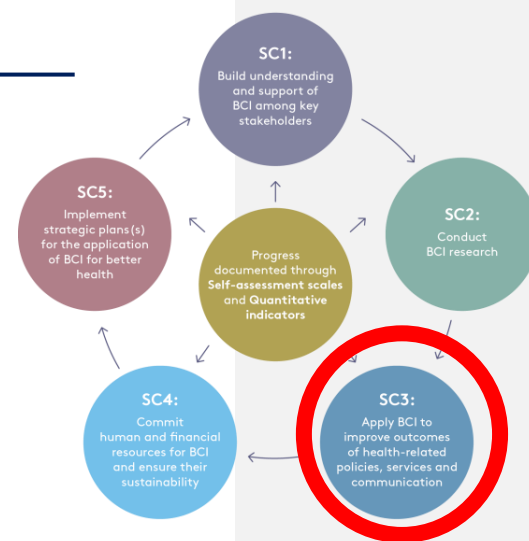 SC1:
Build understanding
and support of
BCI among key
stakeholders
SC5:
Implement
strategic plans(s)
for the application
of BCI for better
health
SC2:
Conduct
BCI research
Progress
documented through
Self-assessment scales
and Quantitative
indicators
SC4:
Commit
human and financial
resources for BCI
and ensure their
sustainability
SC3:
Apply BCI to
improve outcomes
of health-related
policies, services and
communication